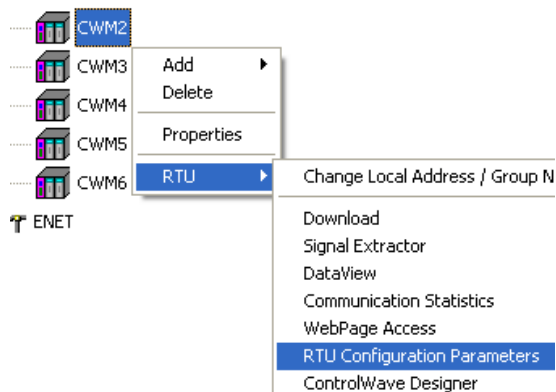 CWM2
CWM3
CWM4
CWM5
CWM6
ENET
Add
Delete
Properties
RTU
Change Local Address / Group N
Download
Signal Extractor
DataView
Communication Statistics
WebPage Access
RTU Configuration Parameters
ControlWave Designer